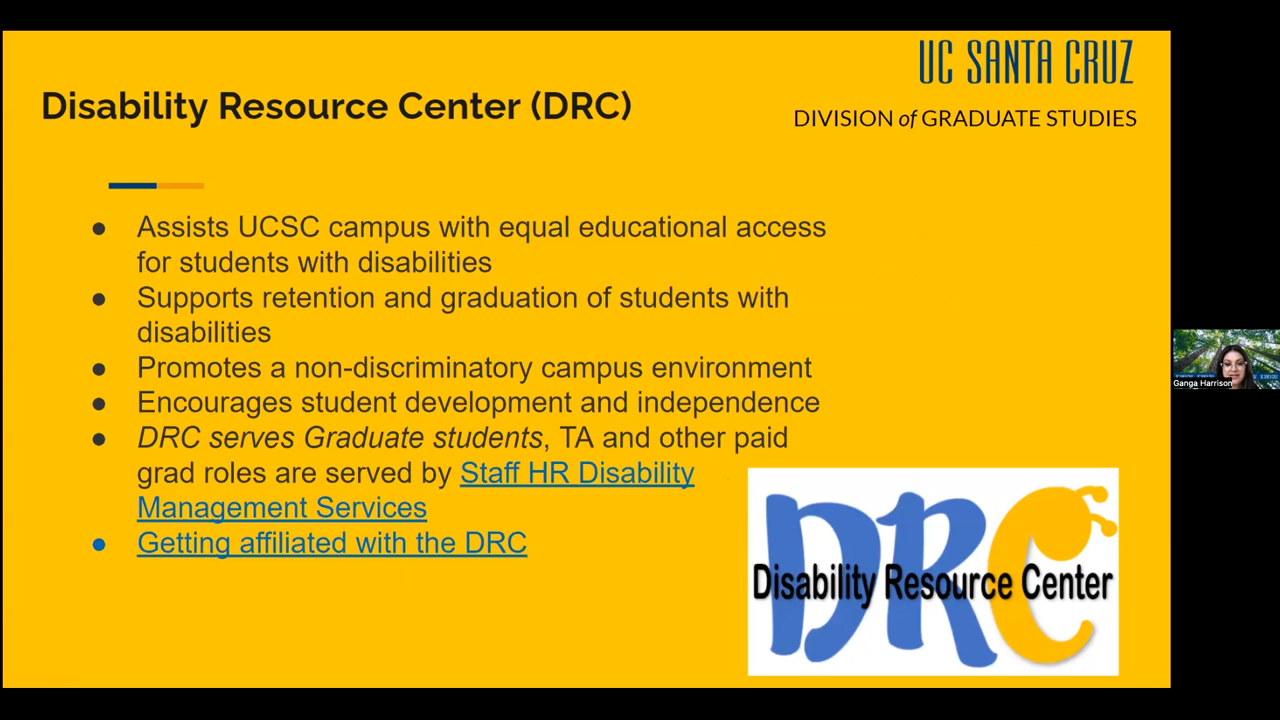 UC SANTA CRUZ
DIVISION of GRADUATE STUDIES
Disability Resource Center (DRC)
● Assists UCSC campus with equal educational access
for students with disabilities
● Supports retention and graduation of students with
disabilities
● Promotes a non-discriminatory campus environment
● Encourages student development and independence
● DRC serves Graduate students, TA and other paid
grad roles are served by Staff HR Disability
Management Services
● Getting affiliated with the DRC
DRC
Disability Resource Center
Ganga Harrison